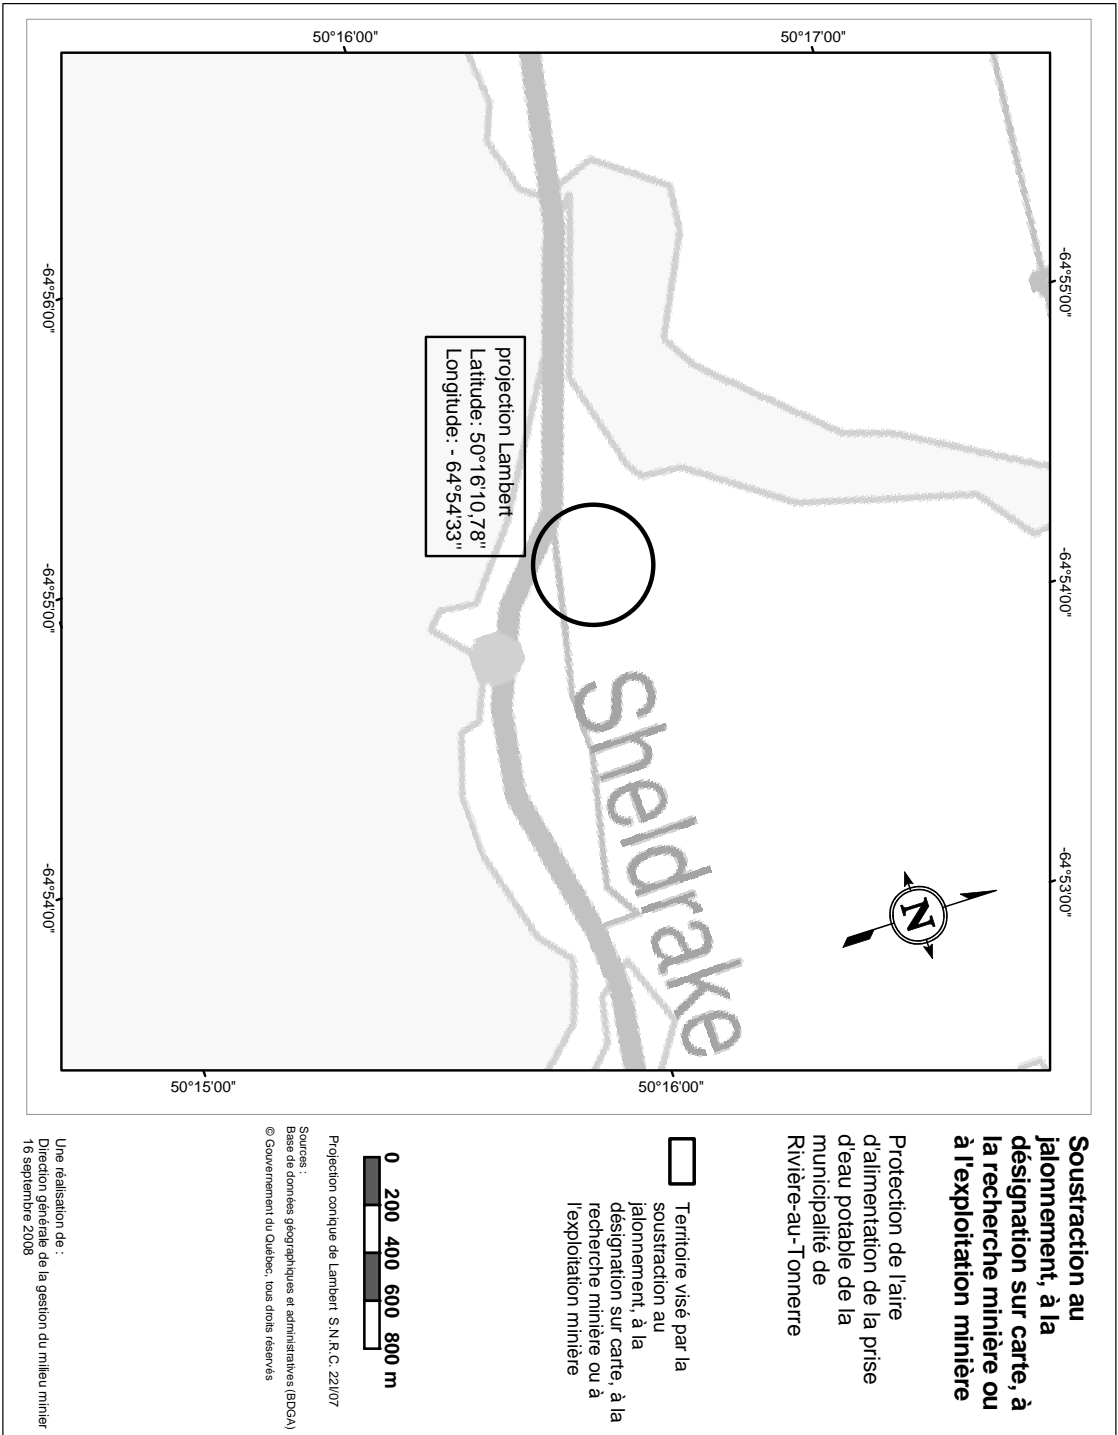 Soustraction au
jalonnement, à la
désignation sur carte, à
la recherche minière ou
à l'exploitation minière
Protection de l'aire
d'alimentation de la prise
d'eau potable de la
municipalité de
Rivière-au-Tonnerre
Territoire visé par la
soustraction au
jalonnement, à la
désignation sur carte, à la
recherche minière ou à
l'exploitation minière
0 200 400 600 800 m
Projection conique de Lambert S.N.R.C. 22I/07
Sources :
Base de données géographiques et administratives (BDGA)
© Gouvernement du Québec, tous droits réservés
Une réalisation de :
Direction générale de la gestion du milieu minier
16 septembre 2008
-64°55'00"
-64°54'00"
-64°53'00"
50°17'00"
50°16'00"
N
Sheldrake
projection Lambert
Latitude: 50°16'10,78"
Longitude: - 64°54'33"
50°16'00"
50°15'00"
-64°56'00"
-64°55'00"
-64°54'00"